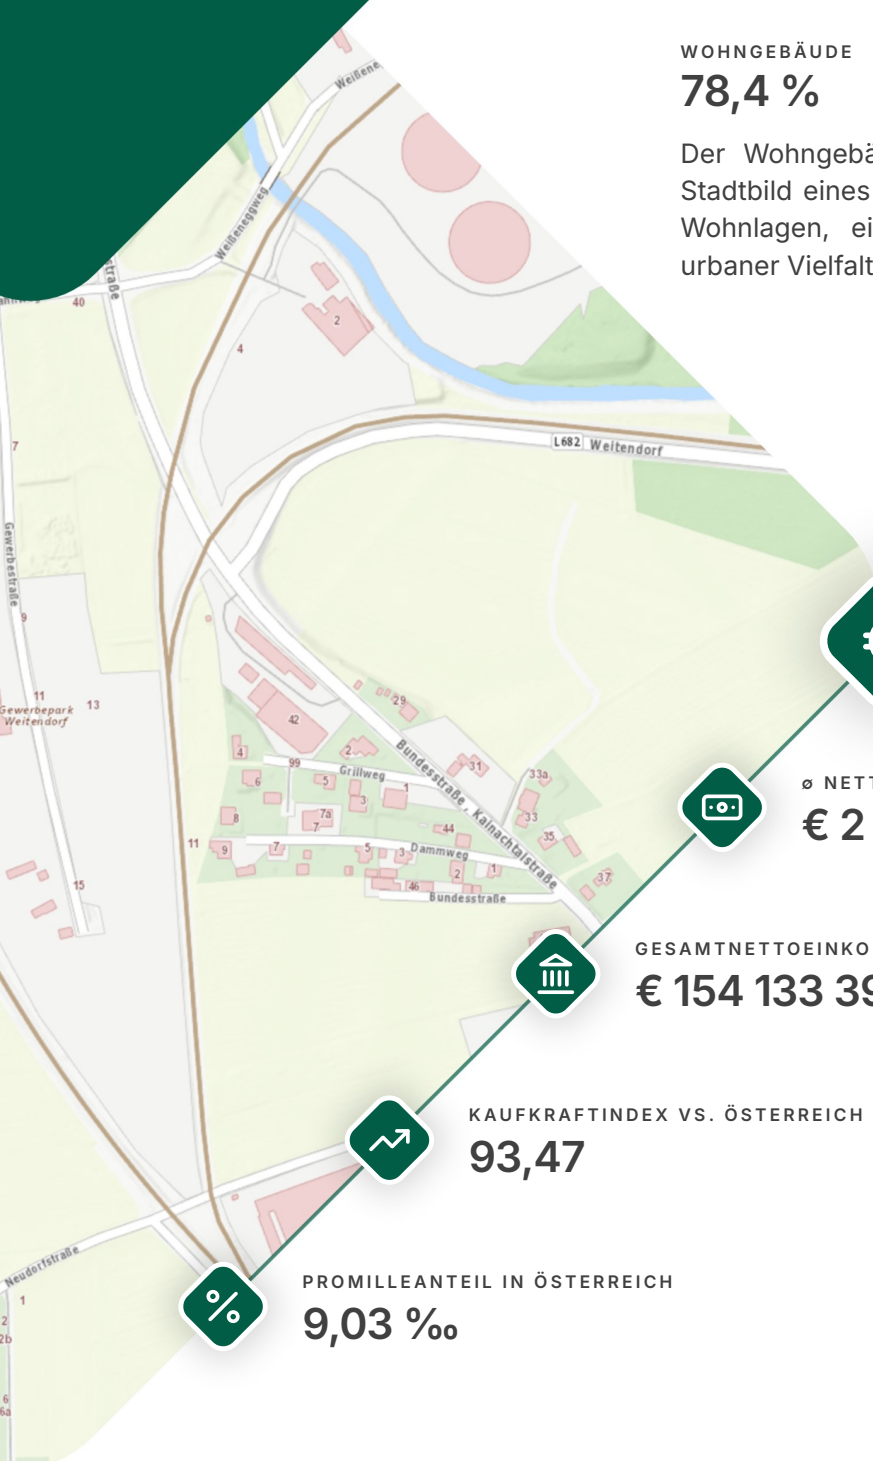 WOHNGEBÄUDE
78,4 %
Der Wohngebä
Stadtbild eines
Wohnlagen, ei
urbaner Vielfalt
Weißene
Weißeneggweg
straße
40
2
4
7
L682 Weitendorf
Gewerbestraße
9
11
13
Gewerbepark
Weitendorf
29
42
2
4
99
Grillweg
31
33a
6
5
1
3
Bundesstraße , Kainachtalstraße
8
7a
7
44
33
35
11
9
7
5
3
Dammweg
2
1
37
46
Bundesstraße
15
ø NETT
€ 2
GESAMTNETTOEINKO
€ 154 133 39
KAUFKRAFTINDEX VS. ÖSTERREICH
93,47
PROMILLEANTEIL IN ÖSTERREICH
9,03 ‰
Neudorfstraße
1
2
2b
6
6a